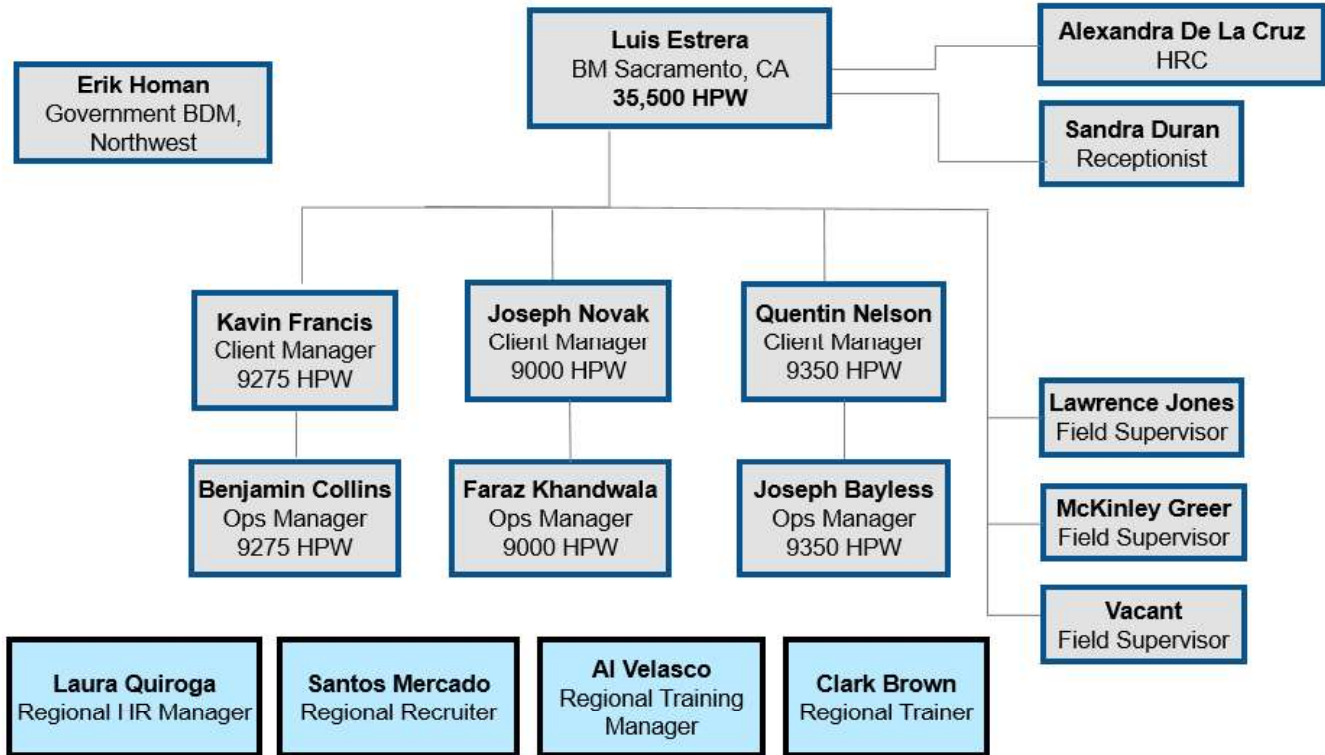 Luis Estrera
BM Sacramento, CA
35,500 HPW
Alexandra De La Cruz
HRC
Erik Homan
Government BDM,
Northwest
Sandra Duran
Receptionist
Kavin Francis
Client Manager
9275 HPW
Joseph Novak
Client Manager
9000 HPW
Quentin Nelson
Client Manager
9350 HPW
Lawrence Jones
Field Supervisor
Benjamin Collins
Ops Manager
9275 HPW
Faraz Khandwala
Ops Manager
9000 HPW
Joseph Bayless
Ops Manager
9350 HPW
McKinley Greer
Field Supervisor
Vacant
Field Supervisor
Laura Quiroga
Regional HR Manager
Santos Mercado
Regional Recruiter
Al Velasco
Regional Training
Manager
Clark Brown
Regional Trainer